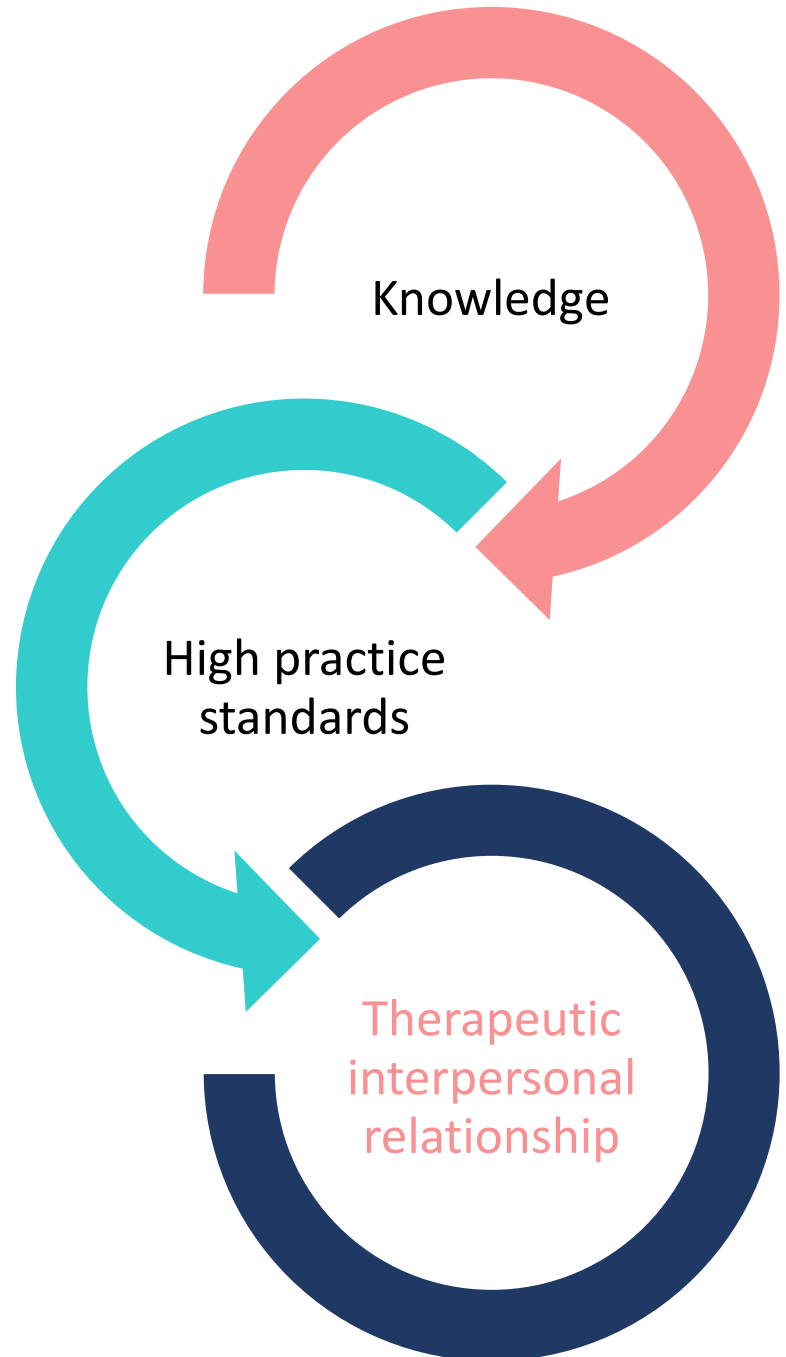 Knowledge
High practice
standards
Therapeutic
interpersonal
relationship